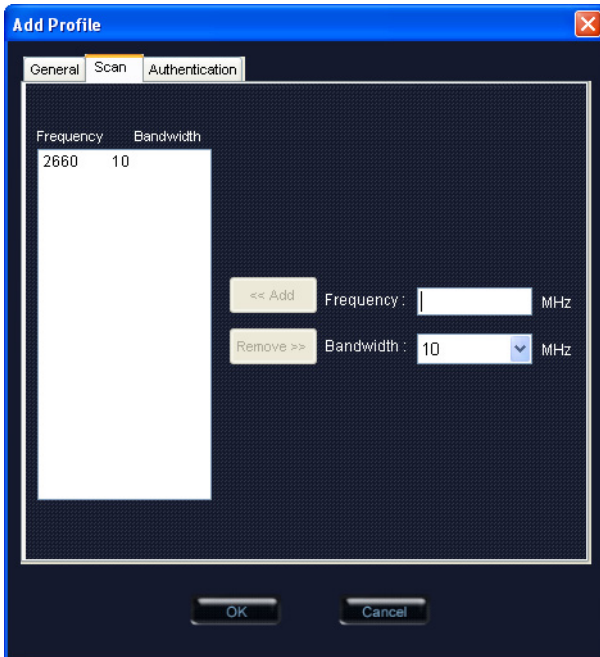 Add Profile
General Scan Authentication
Frequency Bandwidth
2660 10
<< Add Frequency : MHz
Remove >> Bandwidth : 10 MHz
OK Cancel